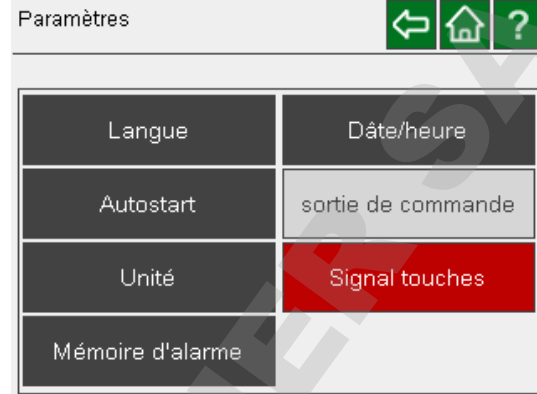 Paramètres
?
Langue
Dâte/heure
Autostart
sortie de commande
Unité
Signal touches
Mémoire d'alarme